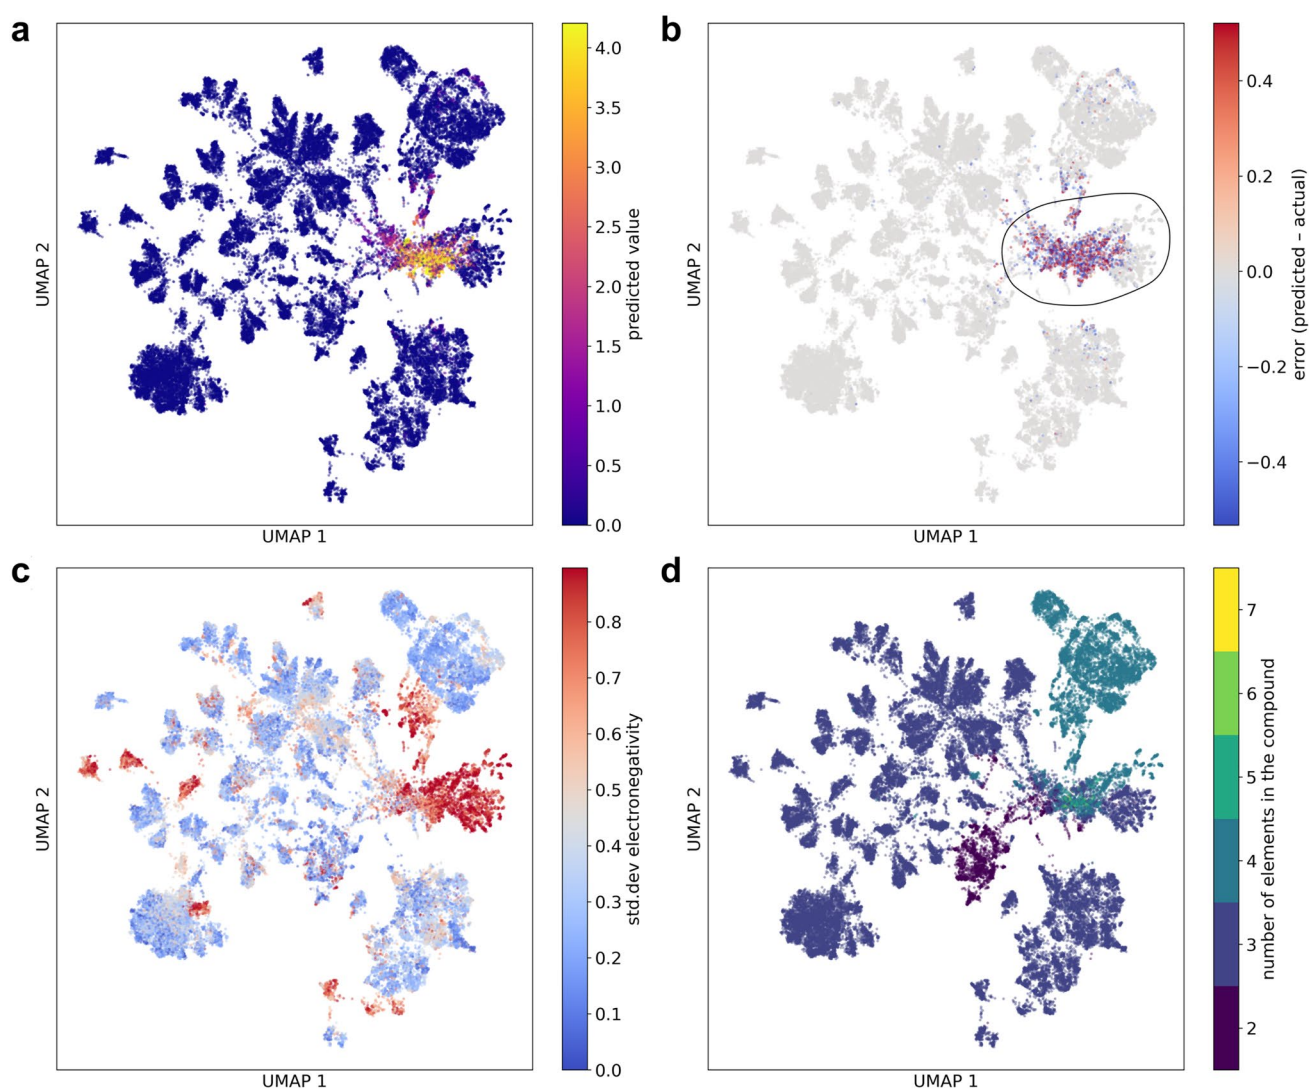 a
4.0
3.5
3.0
2.5
2.0
1.5
1.0
0.5
0.0
predicted value
UMAP 2
UMAP 1
b
0.4
0.2
0.0
−0.2
−0.4
error (predicted – actual)
UMAP 2
UMAP 1
c
0.8
0.7
0.6
0.5
0.4
0.3
0.2
0.1
0.0
std.dev electronegativity
UMAP 2
UMAP 1
d
7
6
5
4
3
2
number of elements in the compound
UMAP 2
UMAP 1